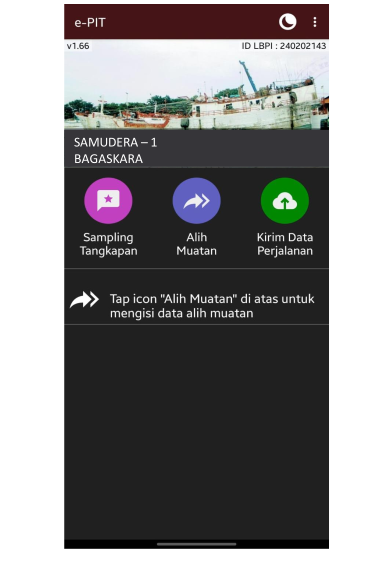 e-PIT
v1.66
ID LBPI : 240202143
SAMUDERA – 1
BAGASKARA
Sampling
Tangkapan
Alih
Muatan
Kirim Data
Perjalanan
Tap icon "Alih Muatan" di atas untuk
mengisi data alih muatan